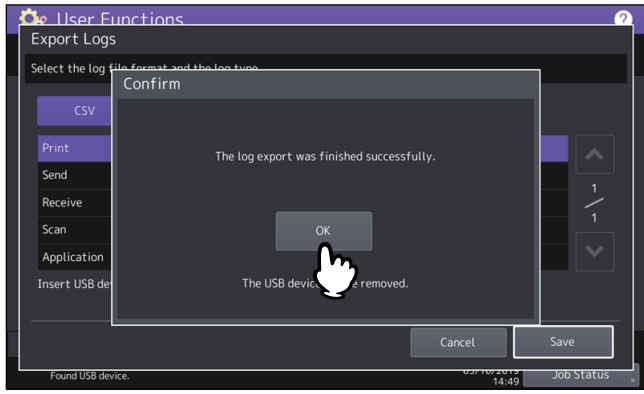 User Functions
?
Export Logs
Select the log file format and the log type
Confirm
CSV
The log export was finished successfully.
Print
Send
Receive
Scan
Application
1
1
OK
Insert USB
The USB removed.
Cancel
Save
Found USB device.
14:49
Job Status